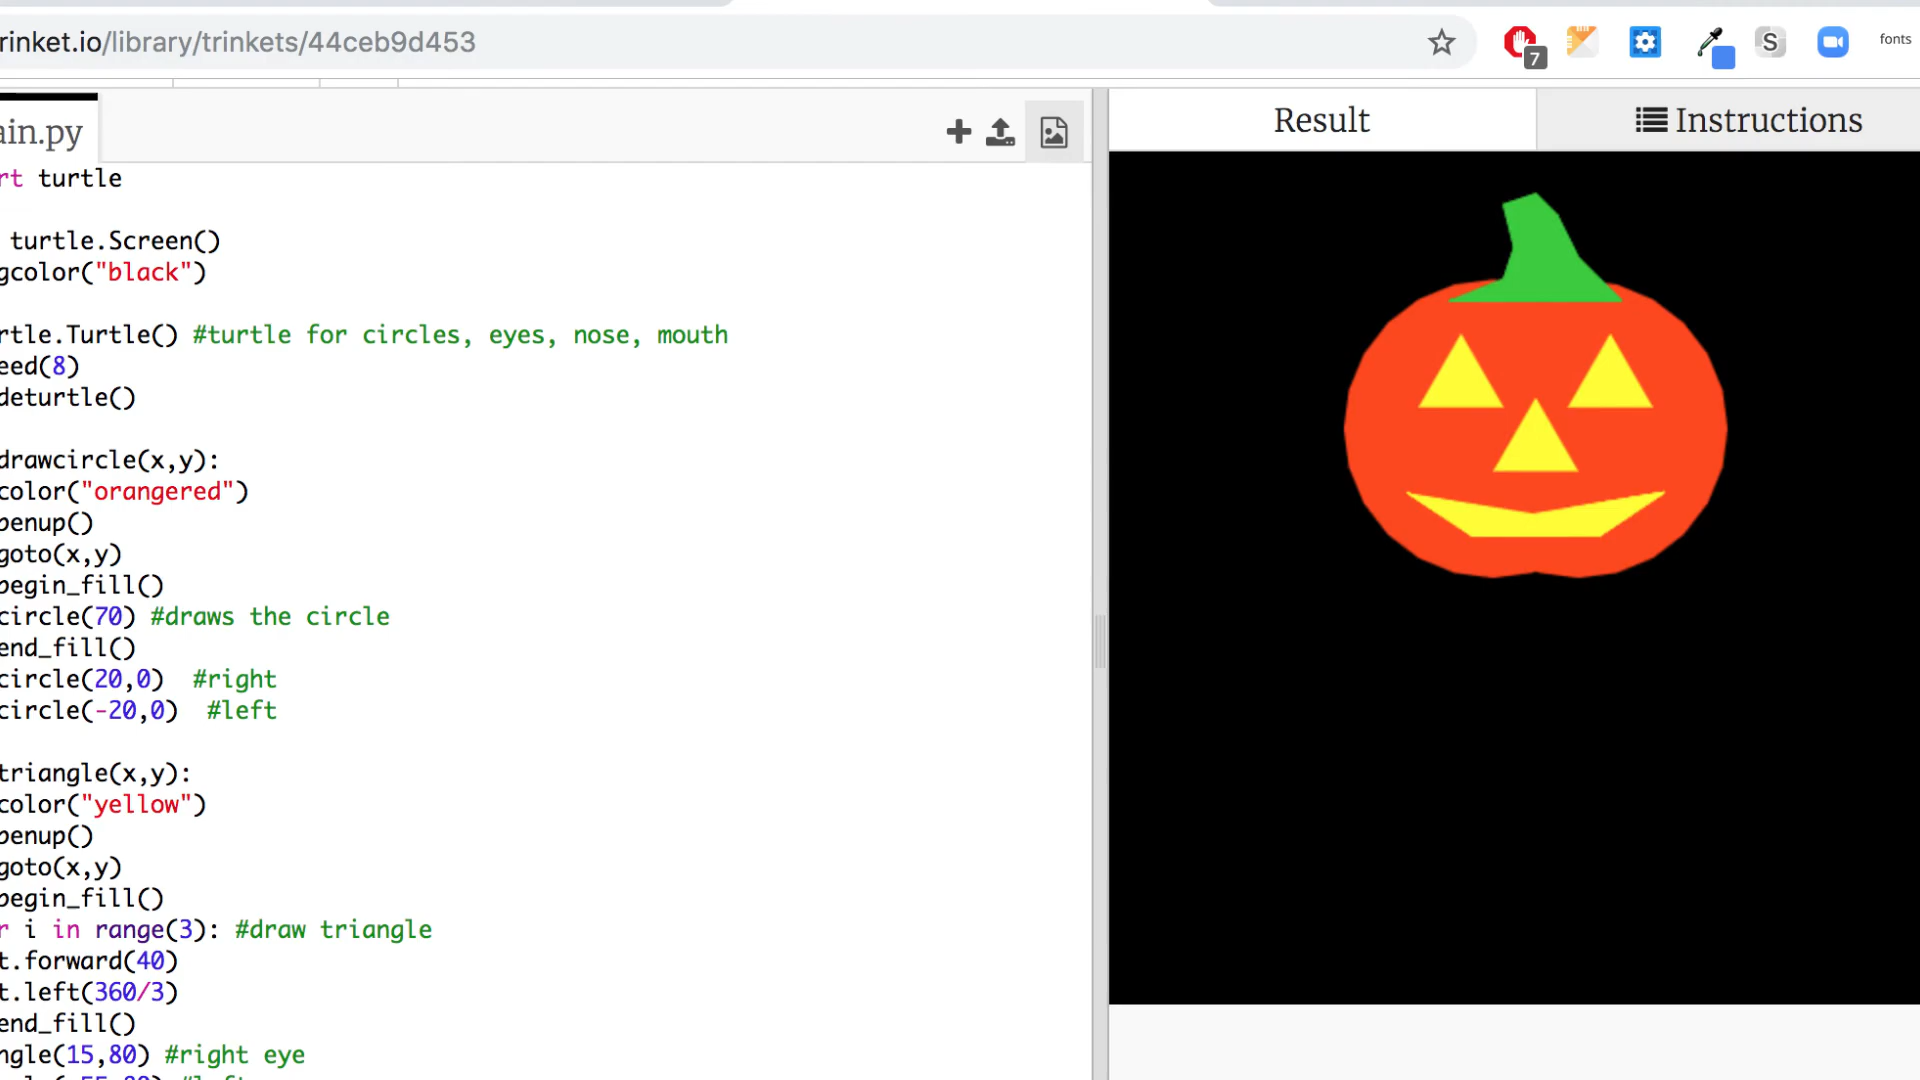 rinket.io/library/trinkets/44ceb9d453
7
S
fonts
ain.py
Result
Instructions
rt turtle
turtle.Screen()
gcolor("black")
rtle.Turtle() #turtle for circles, eyes, nose, mouth
eed(8)
deturtle()
drawcircle(x,y):
color("orangered")
penup()
goto(x,y)
begin_fill()
circle(70) #draws the circle
end_fill()
circle(20,0)  #right
circle(-20,0)  #left
triangle(x,y):
color("yellow")
penup()
goto(x,y)
begin_fill()
r i in range(3): #draw triangle
t.forward(40)
t.left(360/3)
end_fill()
ngle(15,80) #right eye